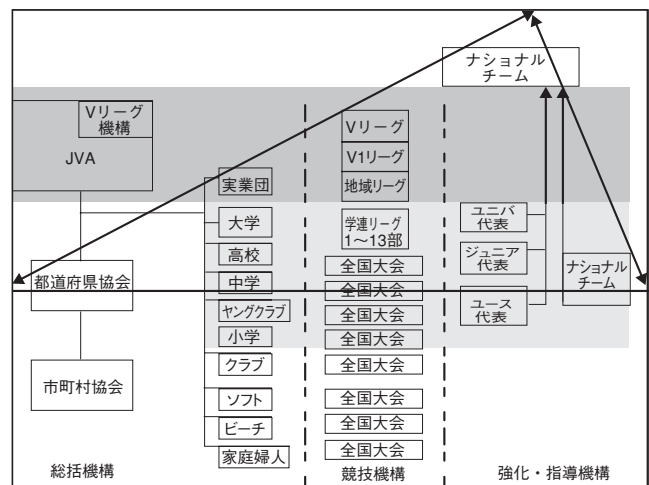 ナショナル
チーム
Vリーグ
機構
JVA
Vリーグ
V1リーグ
地域リーグ
実業団
大学
高校
中学
ヤングクラブ
小学
クラブ
ソフト
ビーチ
家庭婦人
学連リーグ
1～13部
全国大会
全国大会
全国大会
全国大会
全国大会
全国大会
全国大会
全国大会
ユニバ
代表
ジュニア
代表
ユース
代表
ナショナル
チーム
都道府県協会
市町村協会
総括機構
競技機構
強化・指導機構